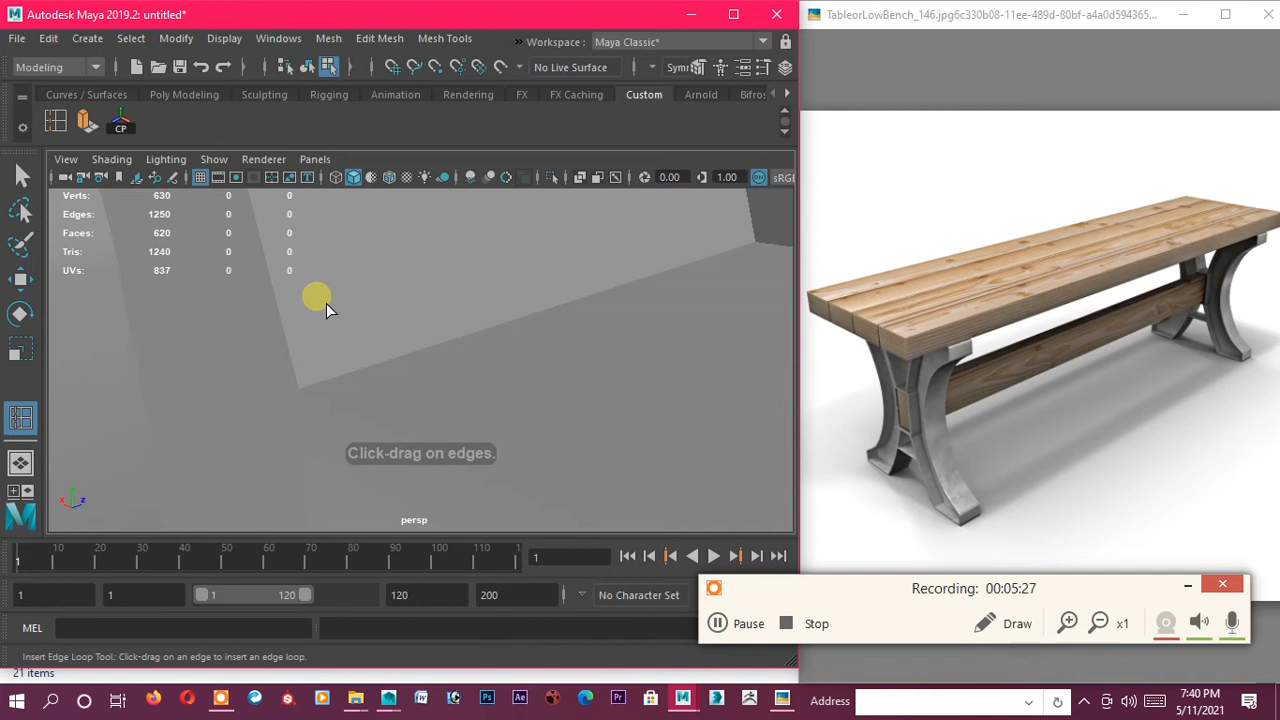 Autodesk Maya 2019.2: untitled*
TableorLowBench_146.jpg6c330b08-11ee-489d-80bf-a4a0d594365...
File Edit Create Select Modify Display Windows Mesh Edit Mesh Mesh Tools » Workspace: Maya Classic*
Modeling No Live Surface Symr
Curves / Surfaces Poly Modeling Sculpting Rigging Animation Rendering FX FX Caching Custom Arnold Bifros
CP
View Shading Lighting Show Renderer Panels
0.00 1.00 ON sRGB
Verts: 630 0 0
Edges: 1250 0 0
Faces: 620 0 0
Tris: 1240 0 0
UVs: 837 0 0
Click-drag on edges.
x z
persp
1 10 20 30 40 50 60 70 80 90 100 110 1 1
Recording: 00:05:27
1 1 1 120 120 200 No Character Set
Pause Stop Draw x1
MEL
Insert Edge Loop Tool: Click-drag on an edge to insert an edge loop.
21 items
Address
7:40 PM
5/11/2021